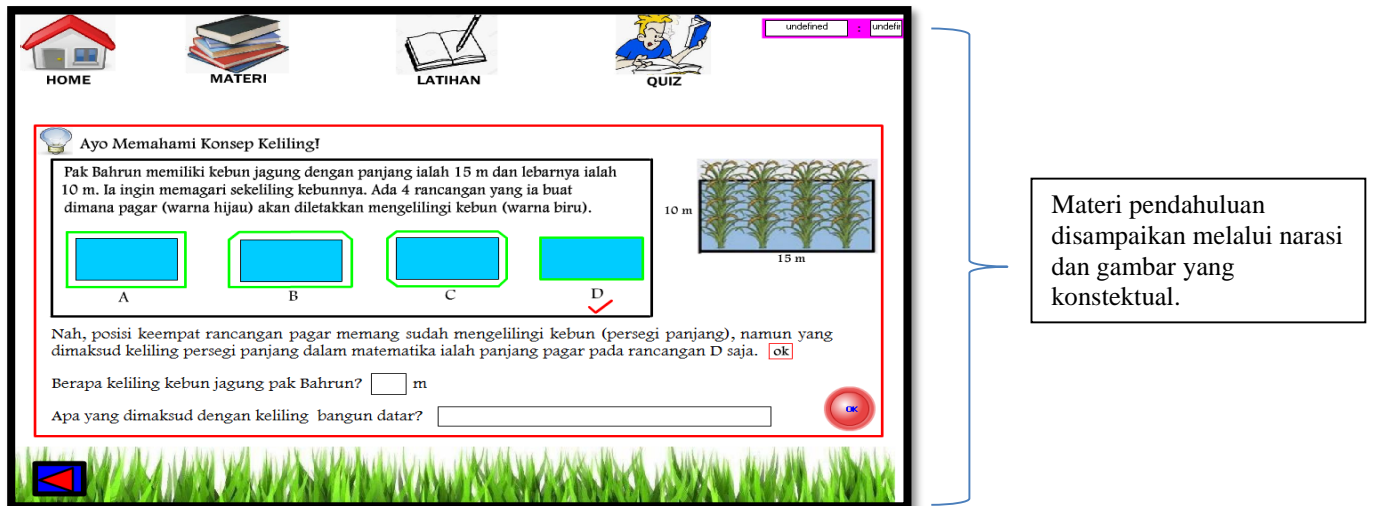 HOME
MATERI
LATIHAN
QUIZ
undefined : undefi
Ayo Memahami Konsep Keliling!
Pak Bahrun memiliki kebun jagung dengan panjang ialah 15 m dan lebarnya ialah
10 m. Ia ingin memagari sekeliling kebunnya. Ada 4 rancangan yang ia buat
dimana pagar (warna hijau) akan diletakkan mengelilingi kebun (warna biru).
A
B
C
D
10 m
15 m
Nah, posisi keempat rancangan pagar memang sudah mengelilingi kebun (persegi panjang), namun yang
dimaksud keliling persegi panjang dalam matematika ialah panjang pagar pada rancangan D saja. ok
Berapa keliling kebun jagung pak Bahrun? m
Apa yang dimaksud dengan keliling bangun datar?
OK
Materi pendahuluan
disampaikan melalui narasi
dan gambar yang
konstektual.